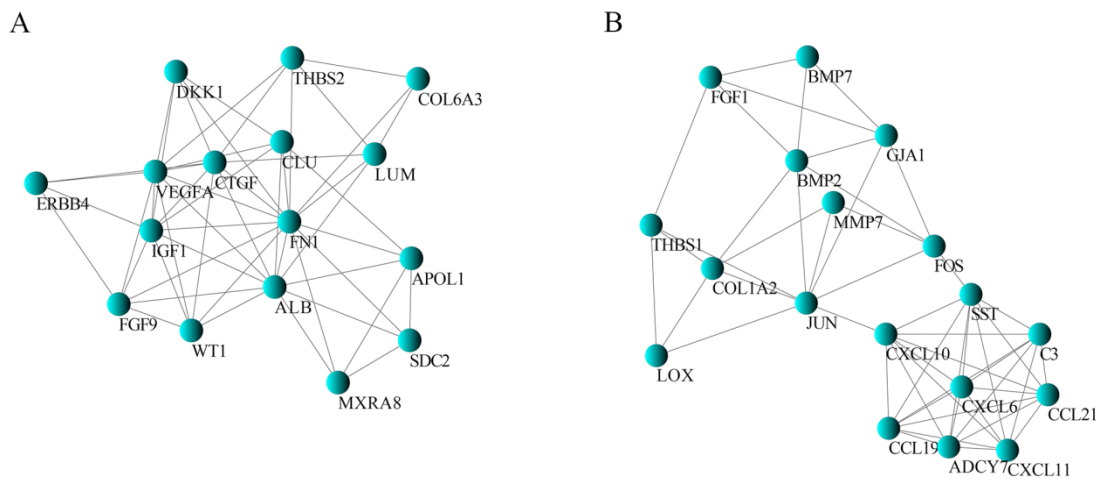 A
THBS2
DKK1
COL6A3
CLU
LUM
VEGFA
CTGF
ERBB4
FN1
IGF1
APOL1
ALB
FGF9
WT1
SDC2
MXRA8
B
BMP7
FGF1
GJA1
BMP2
MMP7
THBS1
FOS
COL1A2
SST
JUN
CXCL10
C3
LOX
CXCL6
CCL21
CCL19
ADCY7
CXCL11